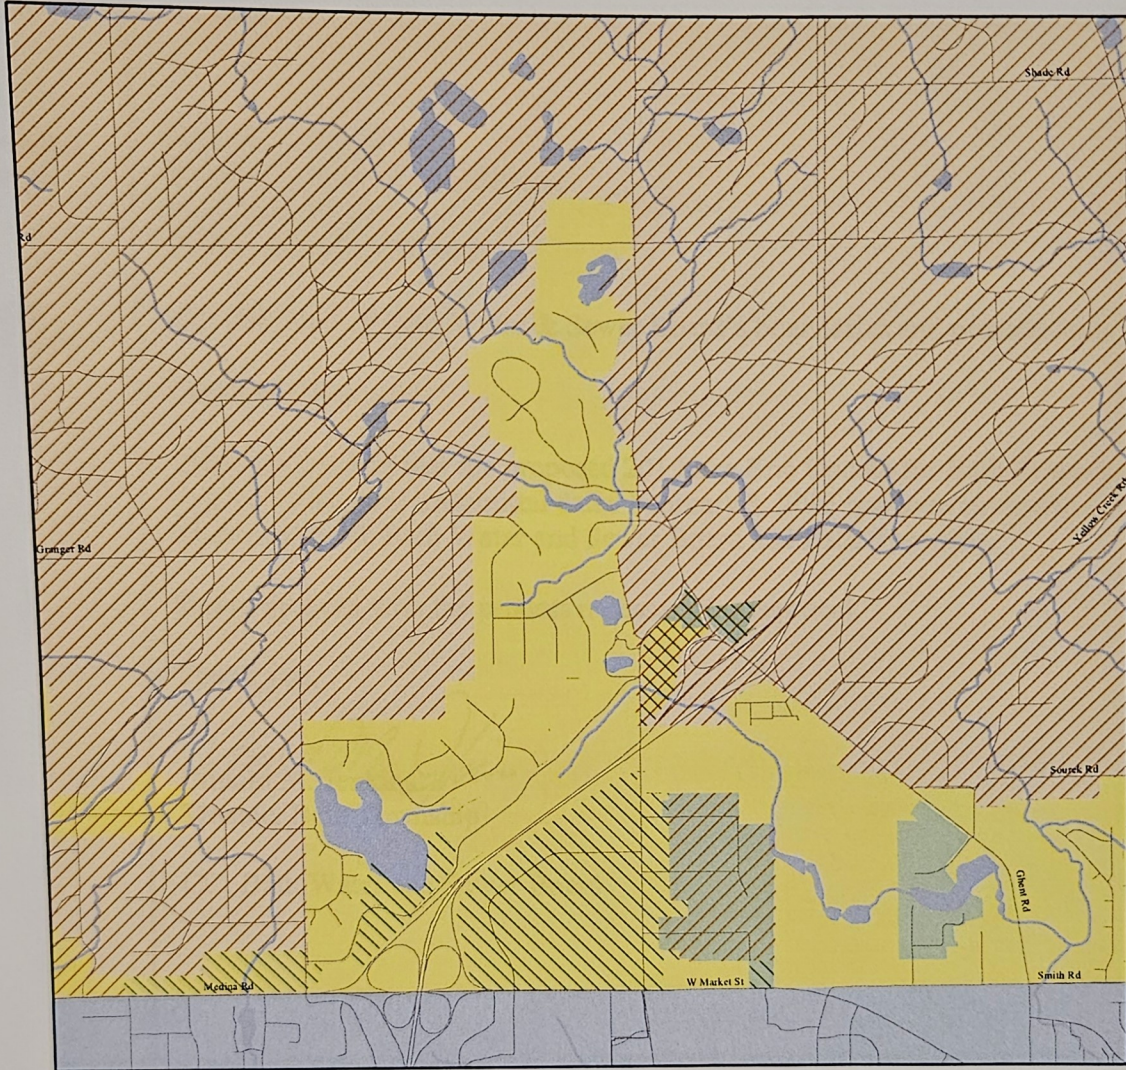 Shade Rd
Rd
Granger Rd
Yellow Creek Rd
Sourek Rd
Ghent Rd
Medina Rd
W Market St
Smith Rd